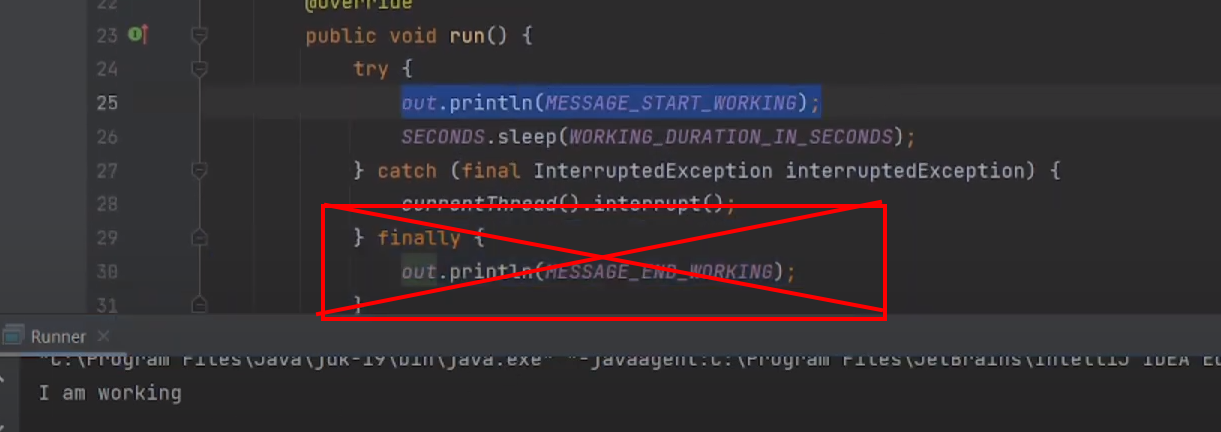 22 @Override
23 public void run() {
24 try {
25 out.println(MESSAGE_START_WORKING);
26 SECONDS.sleep(WORKING_DURATION_IN_SECONDS);
27 } catch (final InterruptedException interruptedException) {
28 currentThread().interrupt();
29 } finally {
30 out.println(MESSAGE_END_WORKING);
31 }
Runner
"C:\Program Files\Java\jdk-19\bin\java.exe" "-javaagent:C:\Program Files\JetBrains\IntelliJ IDEA
I am working